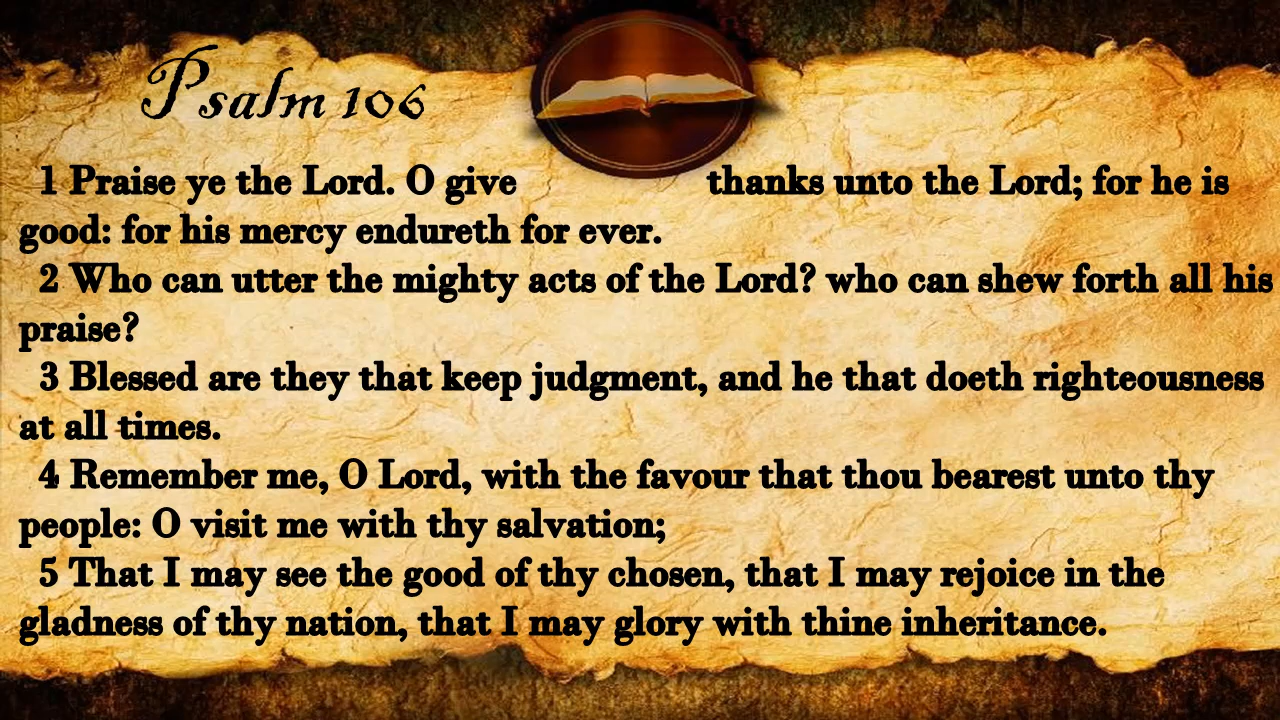 Psalm 106
1 Praise ye the Lord. O give thanks unto the Lord; for he is
good: for his mercy endureth for ever.
2 Who can utter the mighty acts of the Lord? who can shew forth all his
praise?
3 Blessed are they that keep judgment, and he that doeth righteousness
at all times.
4 Remember me, O Lord, with the favour that thou bearest unto thy
people: O visit me with thy salvation;
5 That I may see the good of thy chosen, that I may rejoice in the
gladness of thy nation, that I may glory with thine inheritance.